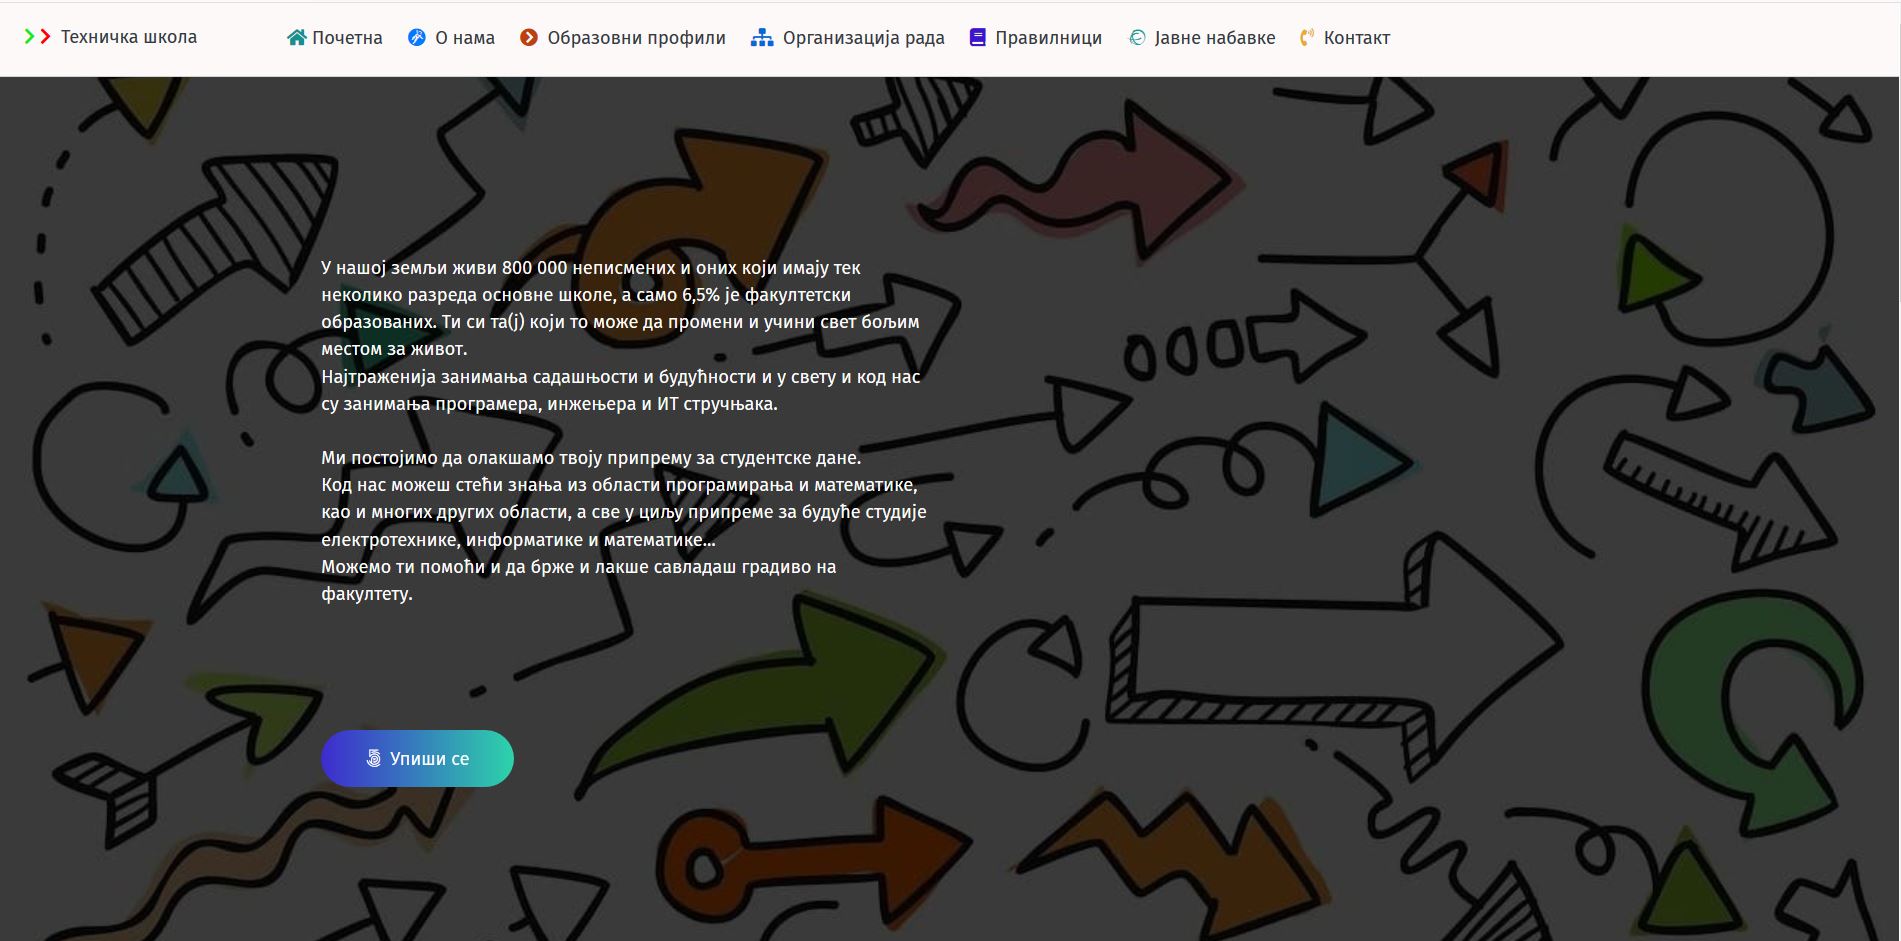 Техничка школа
Почетна
О нама
Образовни профили
Организација рада
Правилници
Јавне набавке
Контакт
У нашој земљи живи 800 000 неписмених и оних који имају тек
неколико разреда основне школе, а само 6,5% је факултетски
образованих. Ти си та(ј) који то може да промени и учини свет бољим
местом за живот.
Најтраженија занимања садашњости и будућности и у свету и код нас
су занимања програмера, инжењера и ИТ стручњака.
Ми постојимо да олакшамо твоју припрему за студентске дане.
Код нас можеш стећи знања из области програмирања и математике,
као и многих других области, а све у циљу припреме за будуће студије
електротехнике, информатике и математике...
Можемо ти помоћи и да брже и лакше савладаш градиво на
факултету.
Упиши се